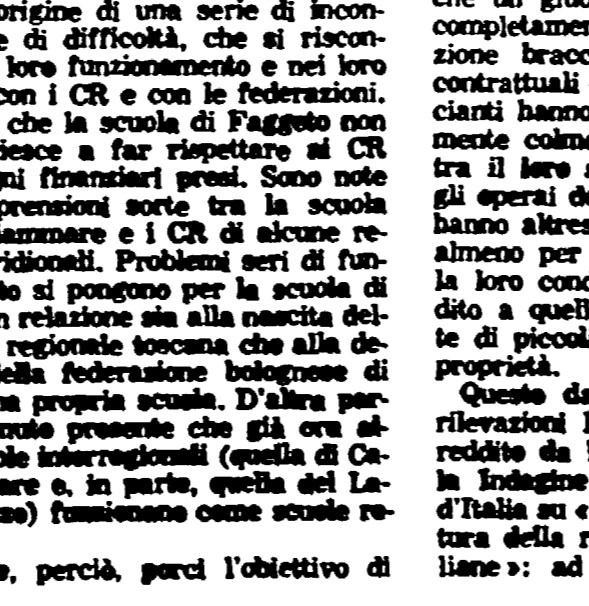 origine di una serie di incon-
e di difficoltà, che si riscon-
loro funzionamento e nei loro
con i CR e con le federazioni.
che la scuola di Faggeto non
iesce a far rispettare ai CR
ni finanziari presi. Sono note
prensioni sorte tra la scuola
ammare e i CR di alcune re-
ridionali. Problemi seri di fun-
to si pongono per la scuola di
n relazione sia alla nascita del-
regionale toscana che alla de-
della federazione bolognese di
na propria scuola. D'altra par-
nuto presente che già ora al-
ole interregionali (quella di Ca-
are e, in parte, quella del La-
zio) funzionano come scuole re-
e, perciò, porci l'obiettivo di
che un giud
completamen
zione bracc
contrattuali
cianti hanno
mente colma
tra il loro
gli operai de
hanno altres
almeno per
la loro cond
dito a quell
te di piccol
proprietà.
Questo da
rilevazioni
reddito da
la Indagine
d'Italia su «
tura della r
liane»: ad